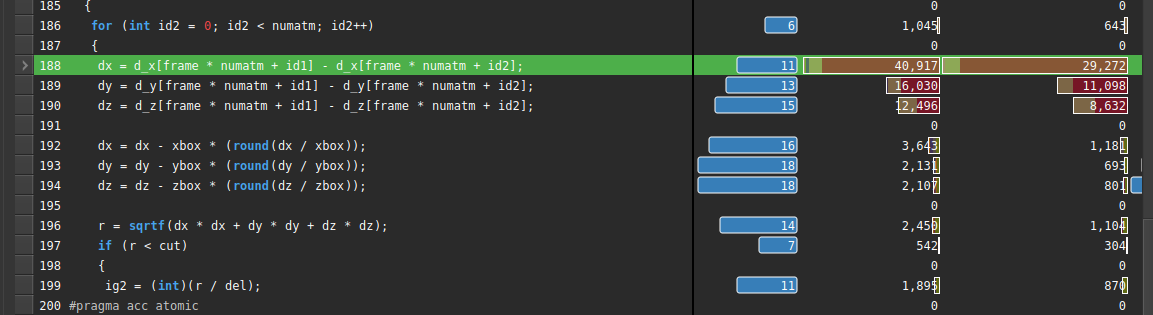 185 { 0 0
186 for (int id2 = 0; id2 < numatm; id2++) 6 1,045 643
187 { 0 0
188 dx = d_x[frame * numatm + id1] - d_x[frame * numatm + id2]; 11 40,917 29,272
189 dy = d_y[frame * numatm + id1] - d_y[frame * numatm + id2]; 13 16,030 11,098
190 dz = d_z[frame * numatm + id1] - d_z[frame * numatm + id2]; 15 12,496 8,632
191 0 0
192 dx = dx - xbox * (round(dx / xbox)); 16 3,643 1,181
193 dy = dy - ybox * (round(dy / ybox)); 18 2,131 693
194 dz = dz - zbox * (round(dz / zbox)); 18 2,107 801
195 0 0
196 r = sqrtf(dx * dx + dy * dy + dz * dz); 14 2,450 1,104
197 if (r < cut) 7 542 304
198 { 0 0
199 ig2 = (int)(r / del); 11 1,895 870
200 #pragma acc atomic 0 0